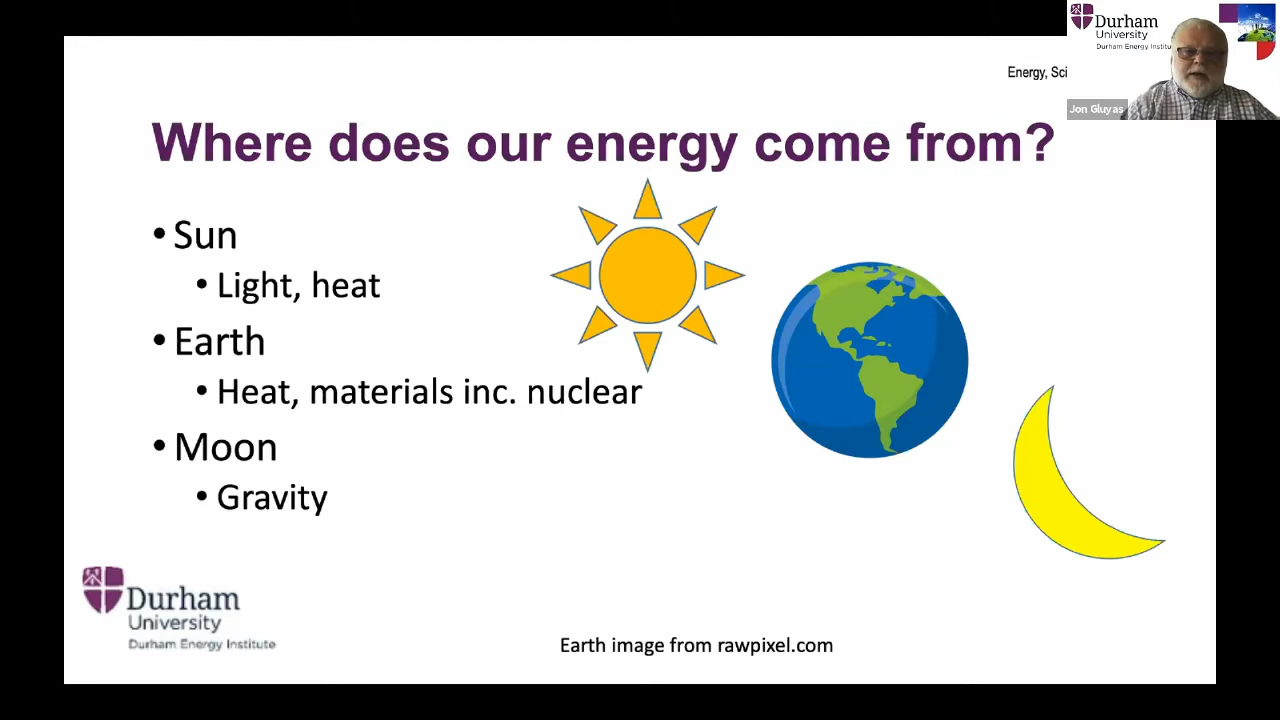 Durham
University
Durham Energy Institu
Energy, Sci
Jon Gluyas
Where does our energy come from?
• Sun
• Light, heat
• Earth
• Heat, materials inc. nuclear
• Moon
• Gravity
Durham
University
Durham Energy Institute
Earth image from rawpixel.com